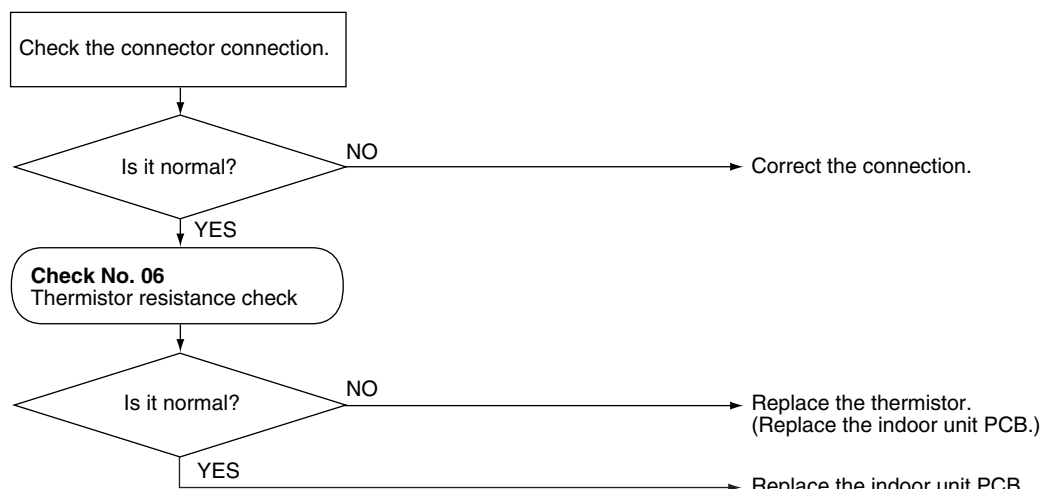 Check the connector connection.
Is it normal?
NO
Correct the connection.
YES
Check No. 06
Thermistor resistance check
Is it normal?
NO
Replace the thermistor.
(Replace the indoor unit PCB.)
YES
Replace the indoor unit PCB.